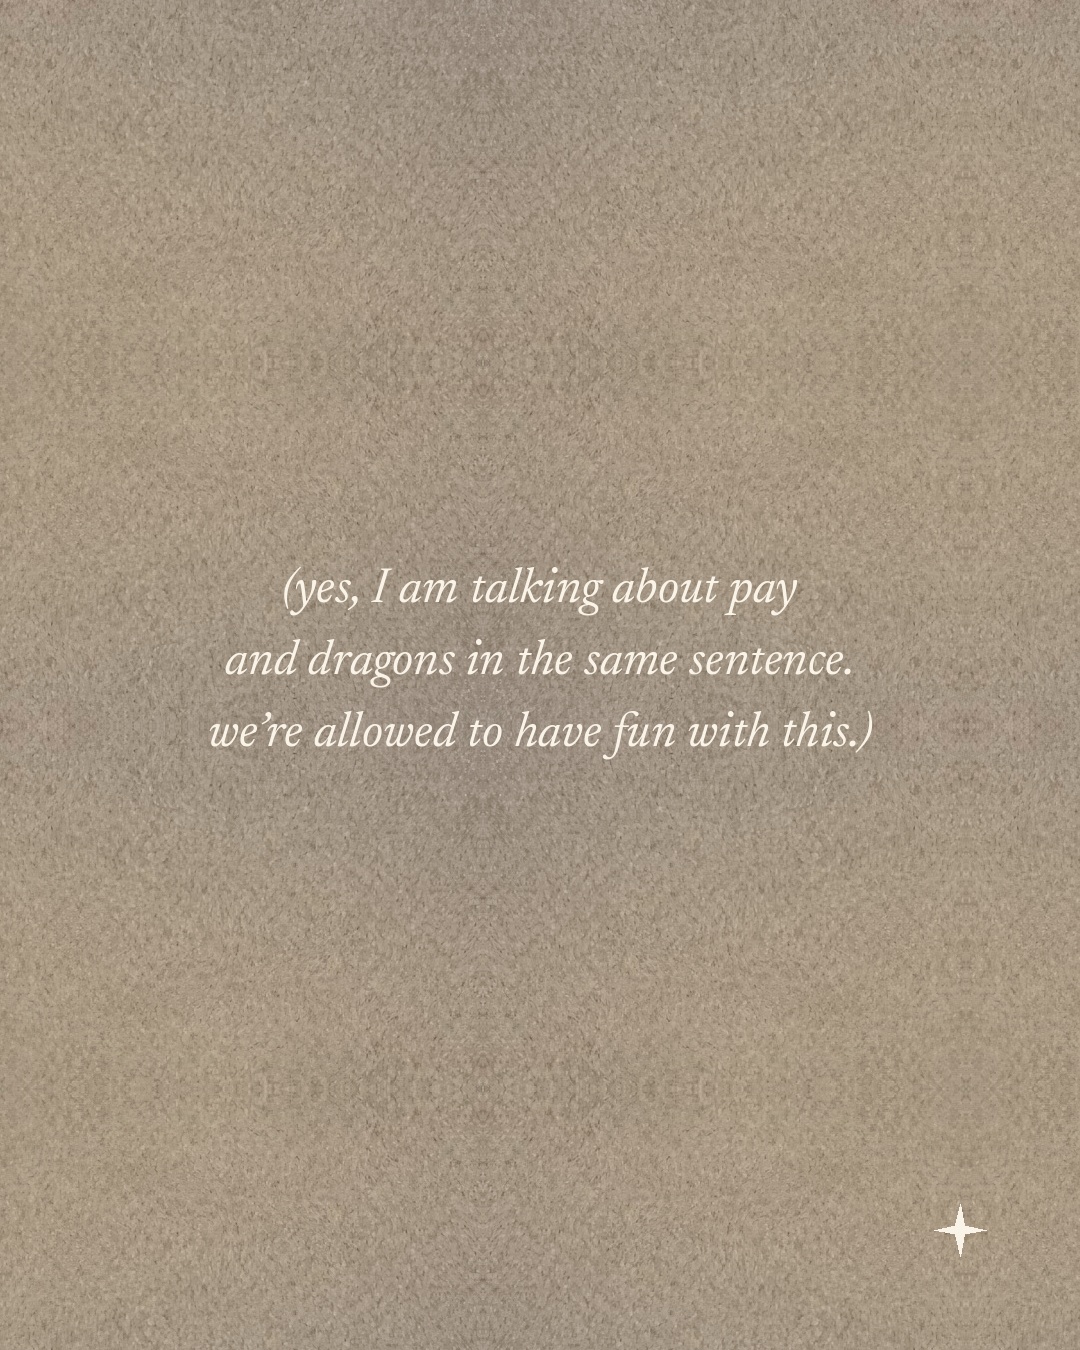 (yes, I am talking about pay
and dragons in the same sentence.
we’re allowed to have fun with this.)